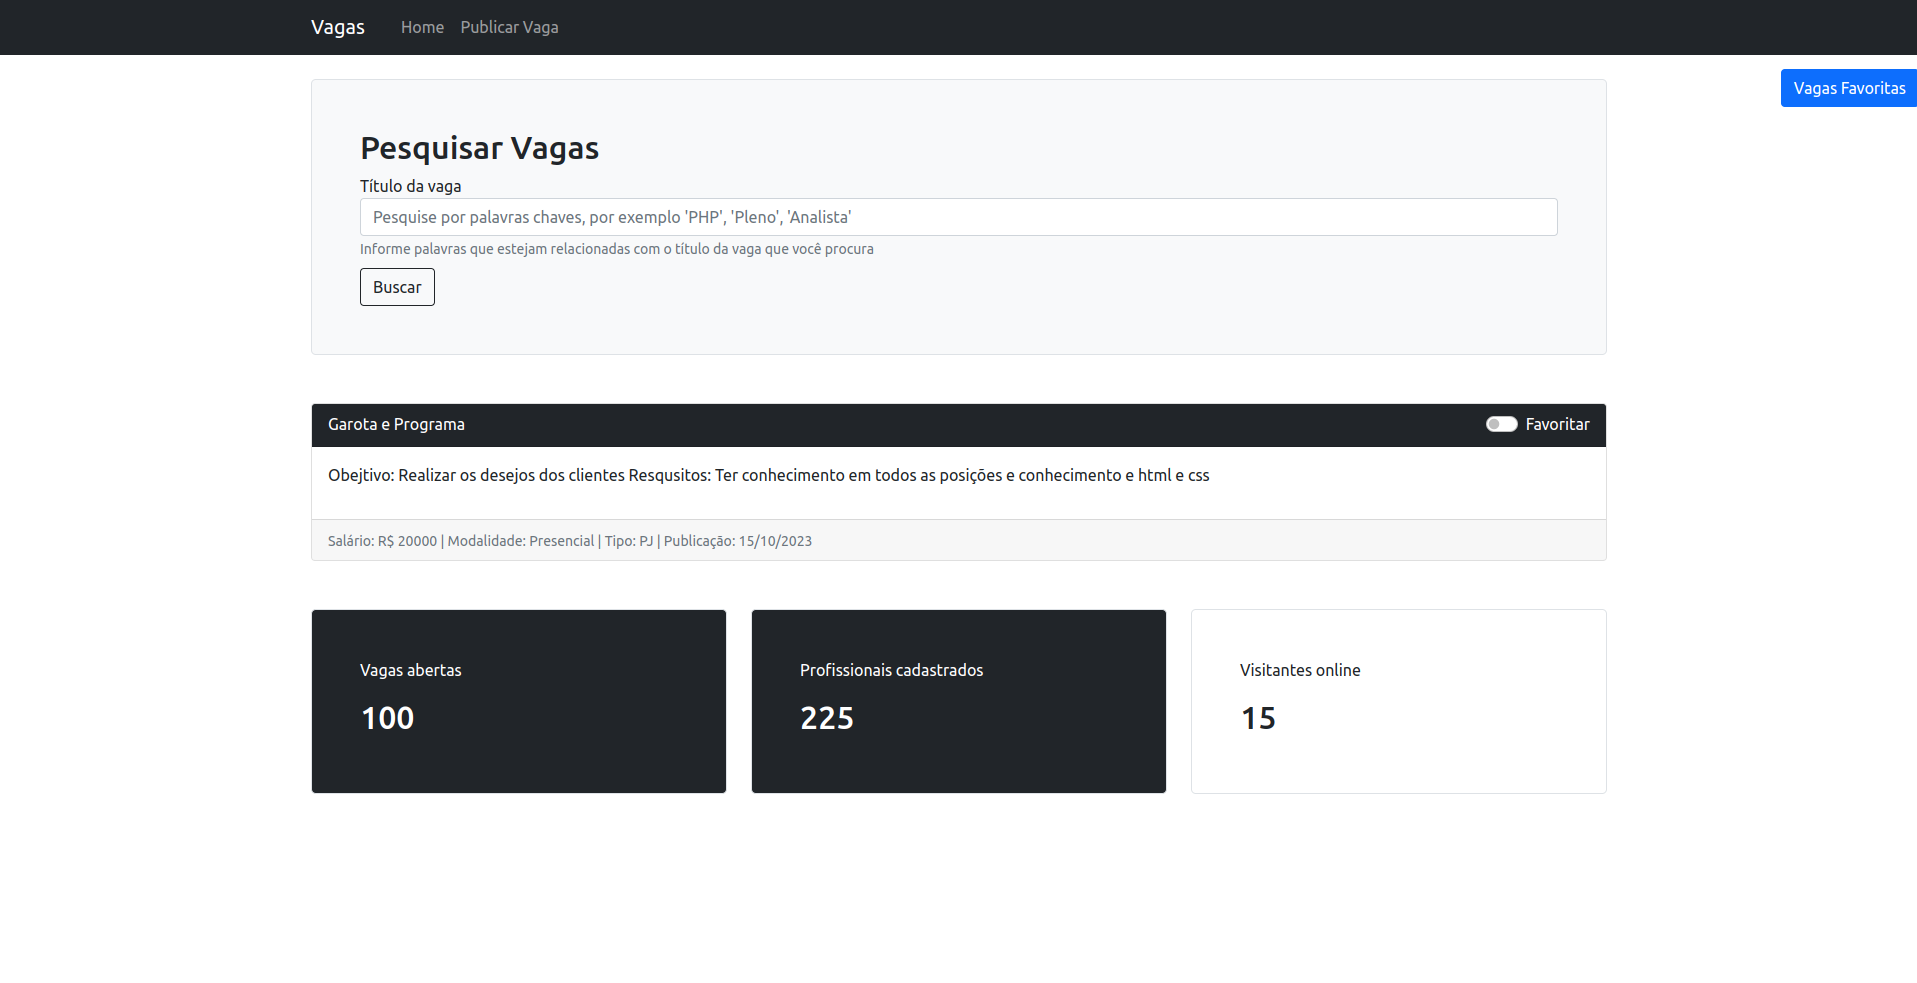 Vagas Home Publicar Vaga
Vagas Favoritas
Pesquisar Vagas
Título da vaga
Pesquise por palavras chaves, por exemplo 'PHP', 'Pleno', 'Analista'
Informe palavras que estejam relacionadas com o título da vaga que você procura
Buscar
Garota e Programa Favoritar
Obejtivo: Realizar os desejos dos clientes Resqusitos: Ter conhecimento em todos as posições e conhecimento e html e css
Salário: R$ 20000 | Modalidade: Presencial | Tipo: PJ | Publicação: 15/10/2023
Vagas abertas
100
Profissionais cadastrados
225
Visitantes online
15